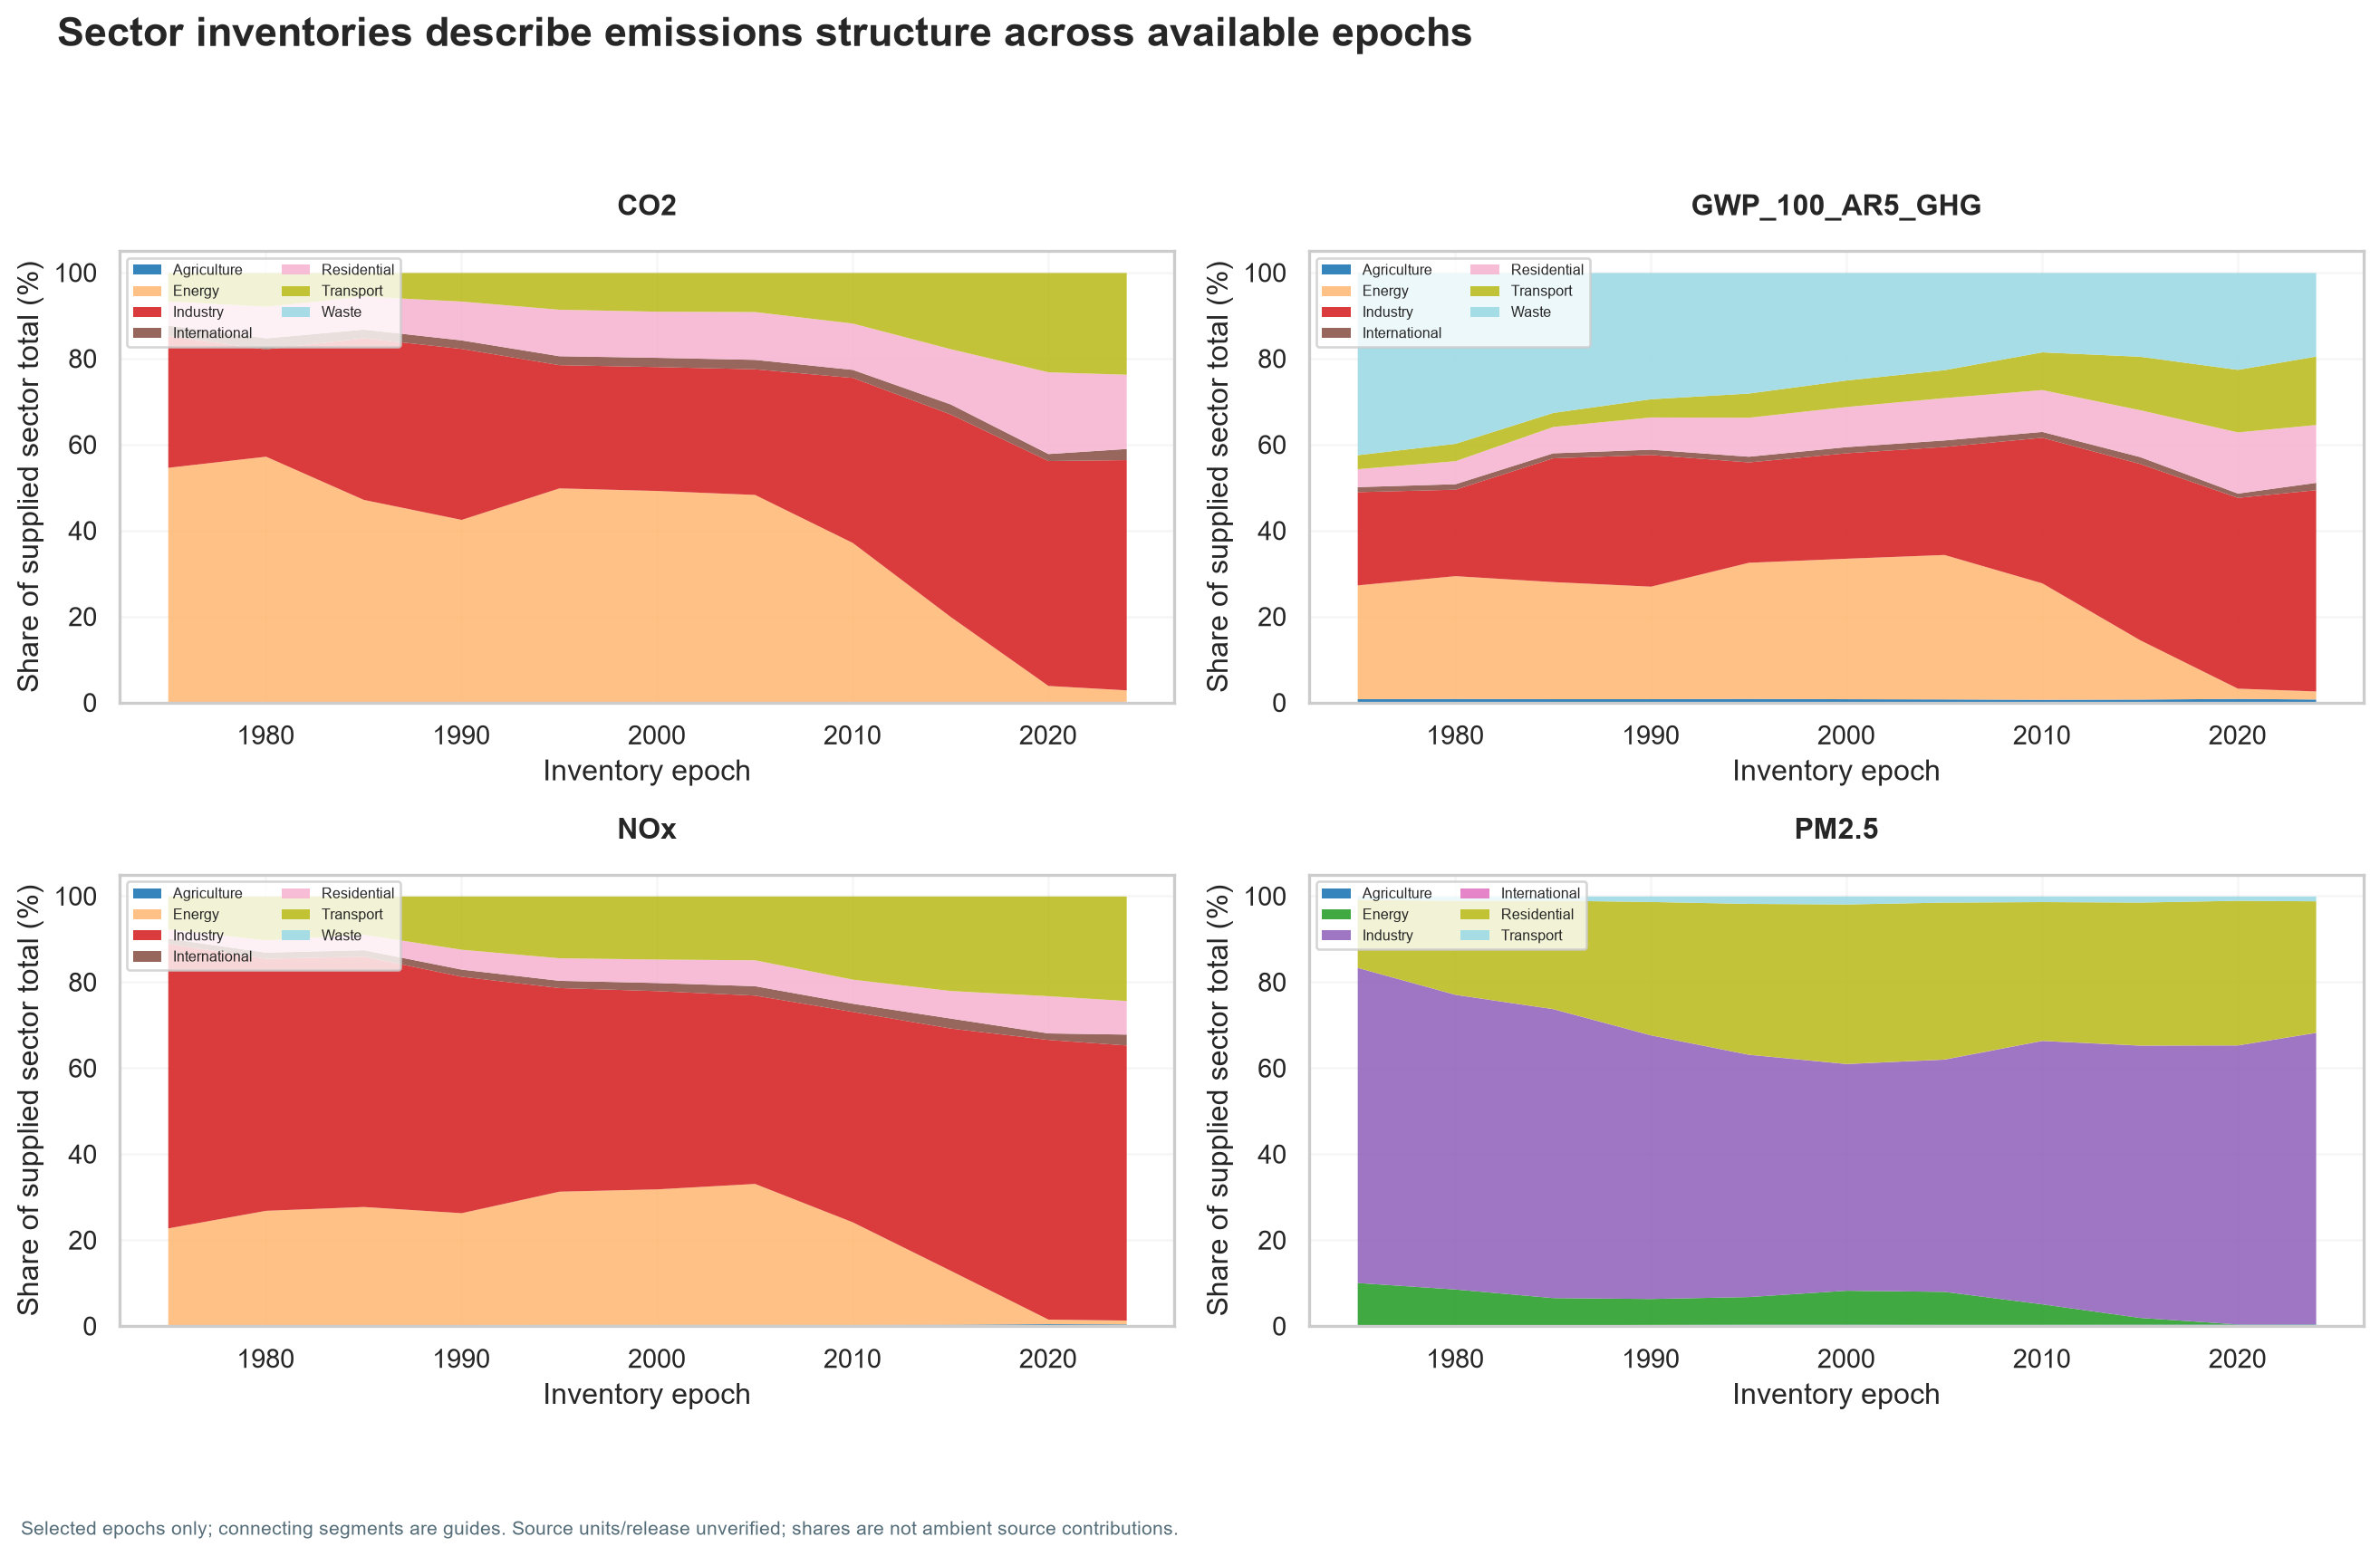 Sector inventories describe emissions structure across available epochs
CO2
Share of supplied sector total (%)
100
80
60
40
20
0
Agriculture
Energy
Industry
International
Residential
Transport
Waste
1980 1990 2000 2010 2020
Inventory epoch
GWP_100_AR5_GHG
Share of supplied sector total (%)
100
80
60
40
20
0
Agriculture
Energy
Industry
International
Residential
Transport
Waste
1980 1990 2000 2010 2020
Inventory epoch
NOx
Share of supplied sector total (%)
100
80
60
40
20
0
Agriculture
Energy
Industry
International
Residential
Transport
Waste
1980 1990 2000 2010 2020
Inventory epoch
PM2.5
Share of supplied sector total (%)
100
80
60
40
20
0
Agriculture
Energy
Industry
International
Residential
Transport
1980 1990 2000 2010 2020
Inventory epoch
Selected epochs only; connecting segments are guides. Source units/release unverified; shares are not ambient source contributions.